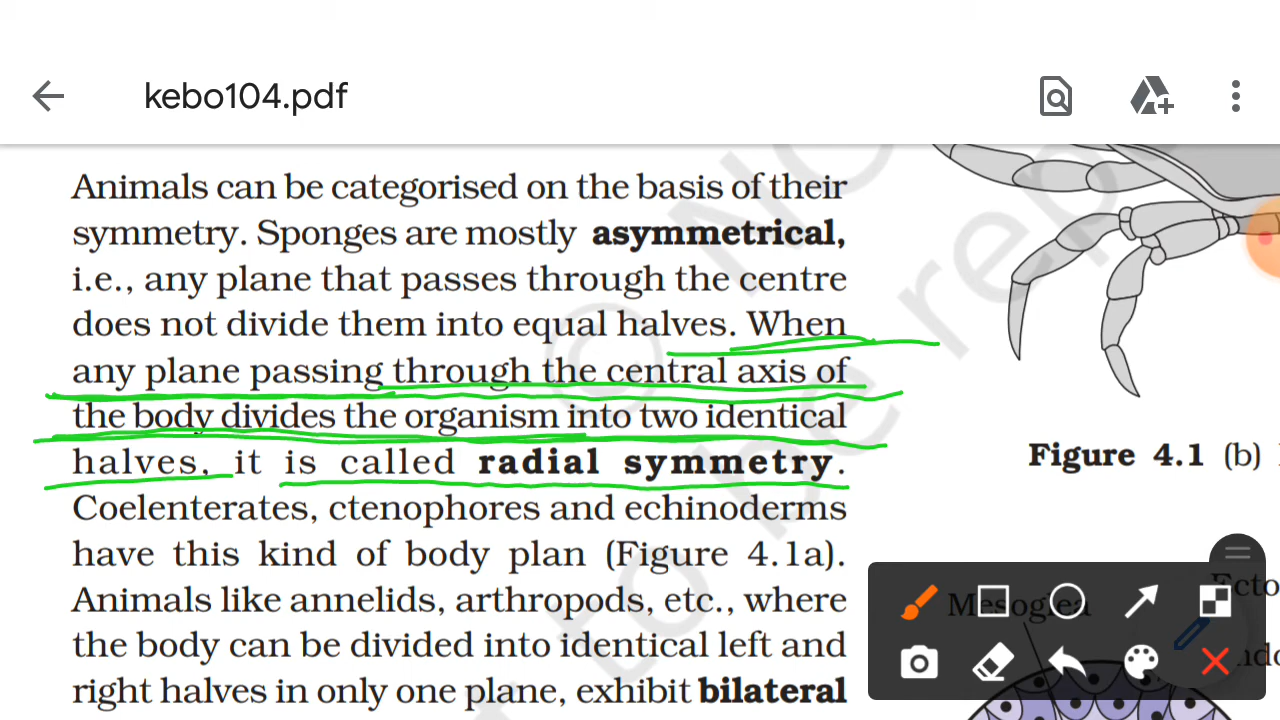 kebo104.pdf
Animals can be categorised on the basis of their
symmetry. Sponges are mostly asymmetrical,
i.e., any plane that passes through the centre
does not divide them into equal halves. When
any plane passing through the central axis of
the body divides the organism into two identical
halves, it is called radial symmetry.
Coelenterates, ctenophores and echinoderms
have this kind of body plan (Figure 4.1a).
Animals like annelids, arthropods, etc., where
the body can be divided into identical left and
right halves in only one plane, exhibit bilateral
Figure 4.1 (b)
Mesoglea